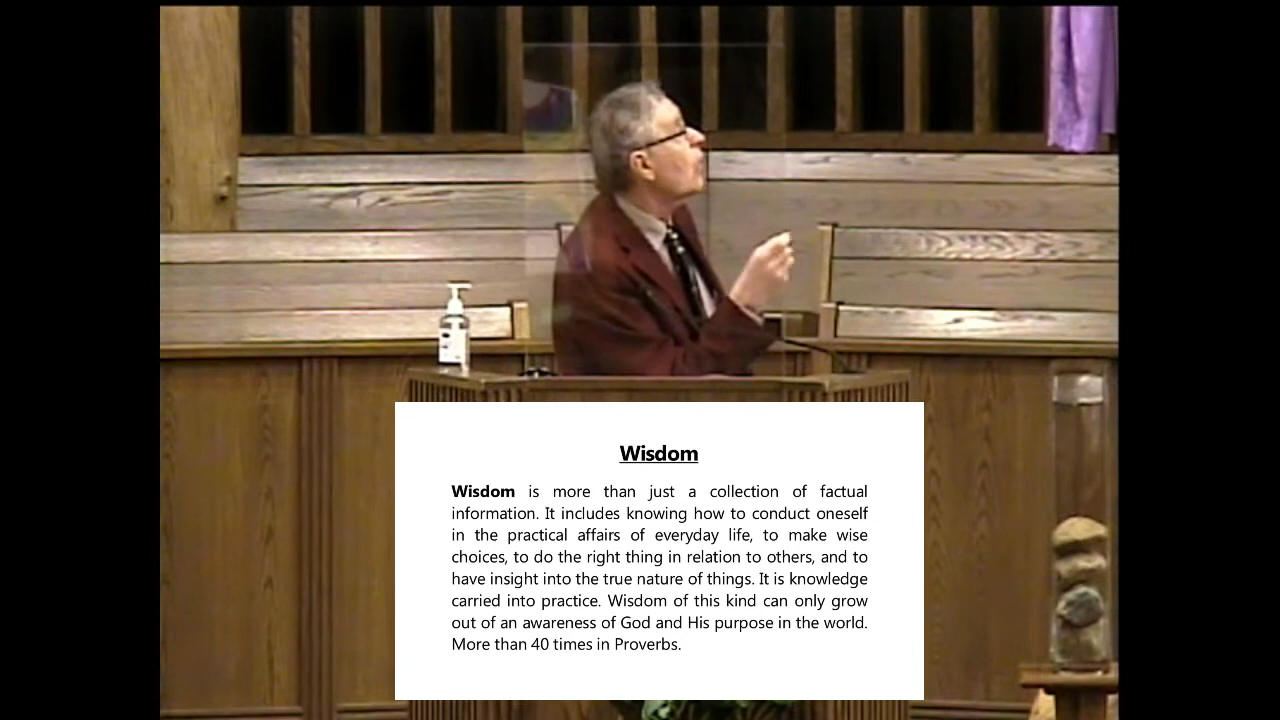 Wisdom
Wisdom is more than just a collection of factual
information. It includes knowing how to conduct oneself
in the practical affairs of everyday life, to make wise
choices, to do the right thing in relation to others, and to
have insight into the true nature of things. It is knowledge
carried into practice. Wisdom of this kind can only grow
out of an awareness of God and His purpose in the world.
More than 40 times in Proverbs.